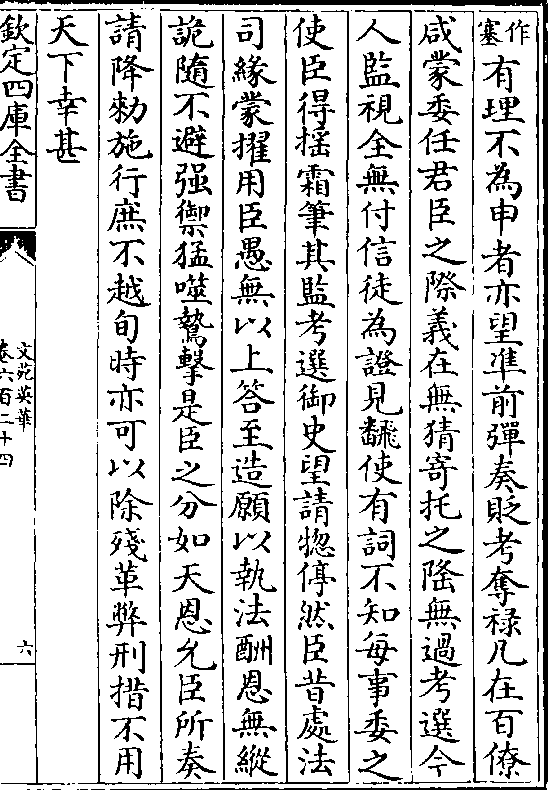 作塞有理不為申者亦望準前彈奏貶考奪禄凡在百僚
咸蒙委任君臣之際義在無猜寄托之隆無過考選今
人監視全無付信徒為證見飜使有詞不知每事委之
使臣得揺霜筆其監考選御史望請惣停然臣昔處法
司緣蒙擢用臣愚無以上答至造願以執法酬恩無縱
詭隨不避强禦猛噬鷙擊是臣之分如天恩允臣所奏
請降勑施行庶不越旬時亦可以除殘革弊刑措不用
天下幸甚
欽定四庫全書
文苑英華
卷六百二十四
六